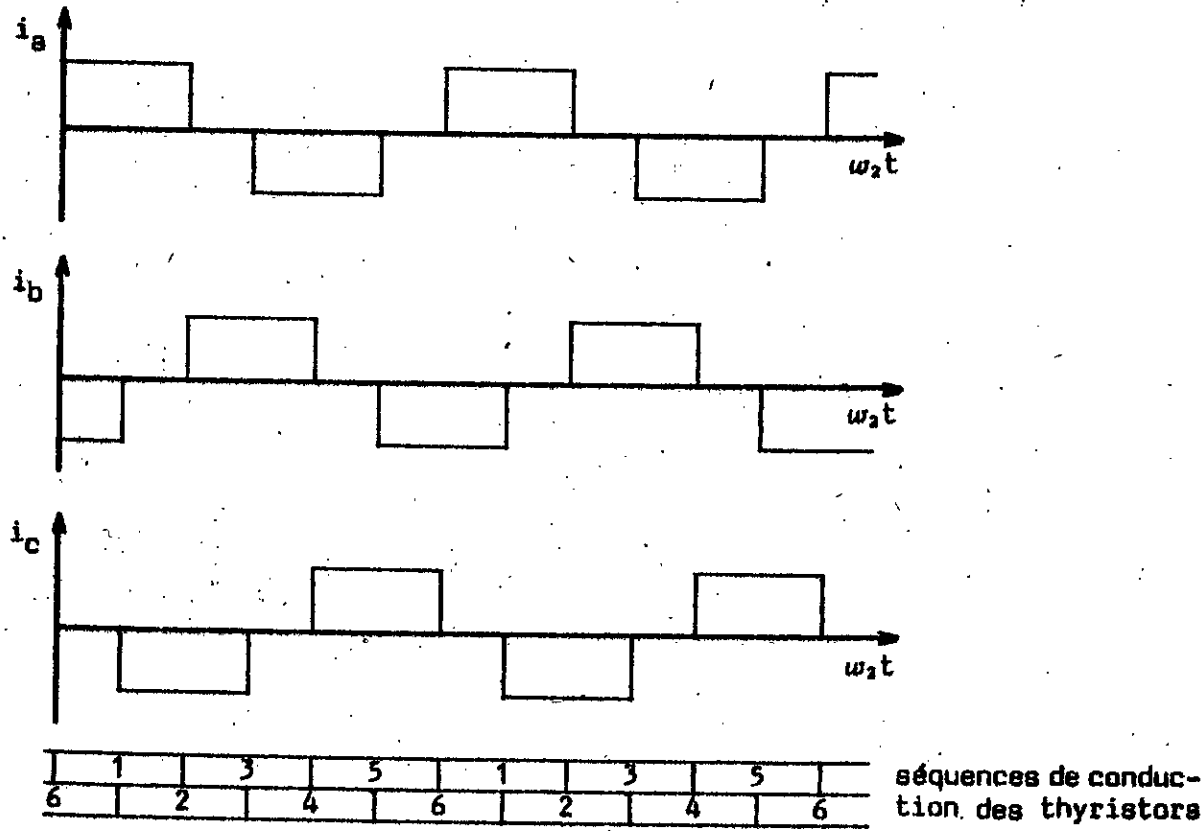 i_a
ω₂t
i_b
ω₂t
i_c
ω₂t
1 3 5 1 3 5 séquences de conduc-
6 2 4 6 2 4 6 tion des thyristors